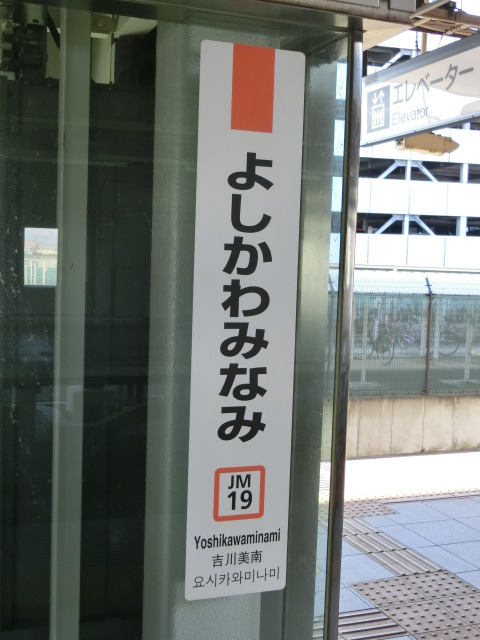 よしかわみなみ
JM
19
Yoshikawaminami
吉川美南
요시카와미나미
エレベーター
Elevator